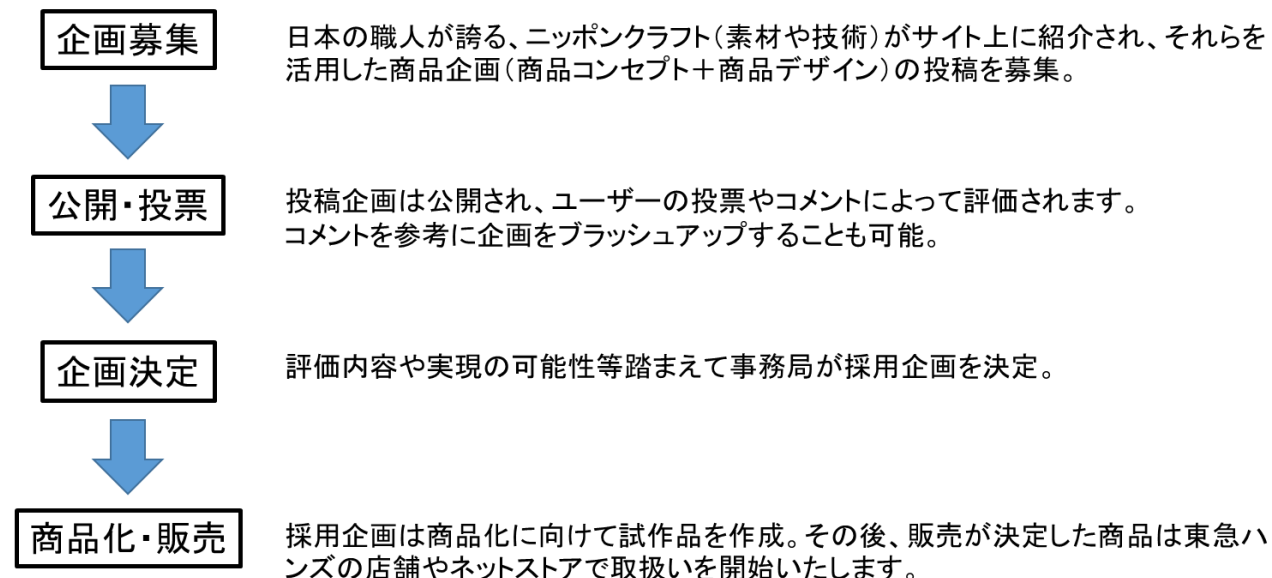 企画募集
日本の職人が誇る、ニッポンクラフト(素材や技術)がサイト上に紹介され、それらを
活用した商品企画(商品コンセプト+商品デザイン)の投稿を募集。
公開・投票
投稿企画は公開され、ユーザーの投票やコメントによって評価されます。
コメントを参考に企画をブラッシュアップすることも可能。
企画決定
評価内容や実現の可能性等踏まえて事務局が採用企画を決定。
商品化・販売
採用企画は商品化に向けて試作品を作成。その後、販売が決定した商品は東急ハ
ンズの店舗やネットストアで取扱いを開始いたします。